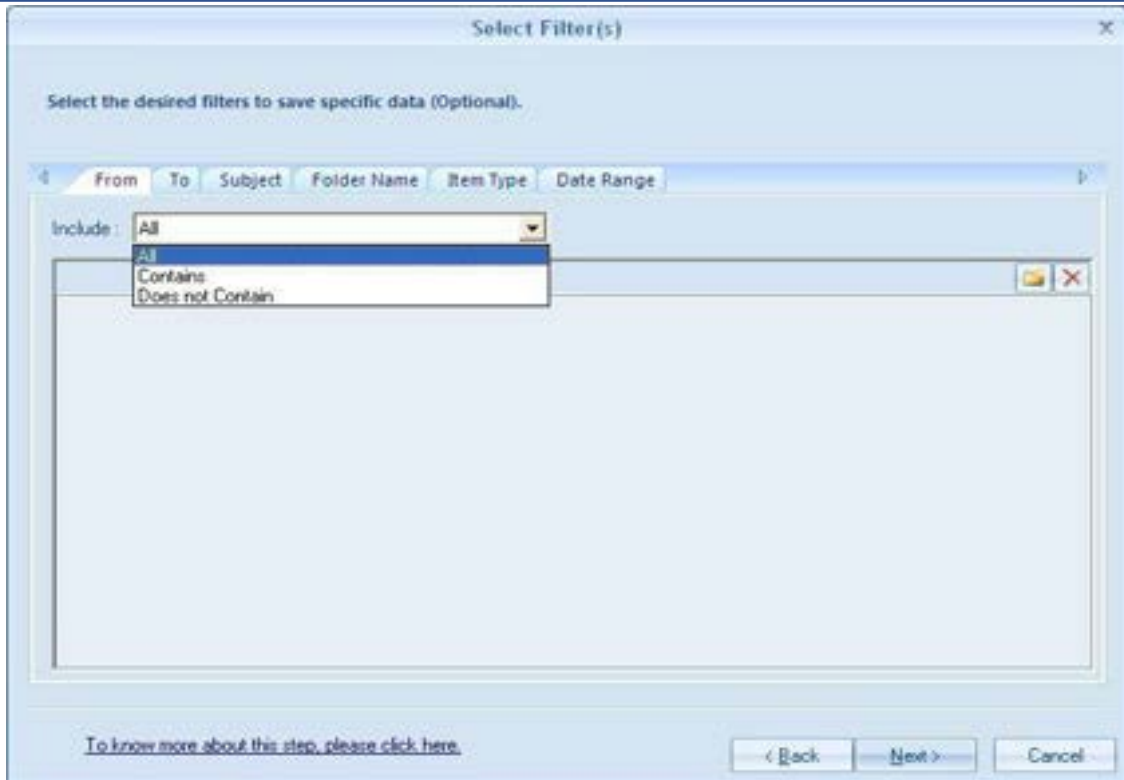 Select Filter(s)
Select the desired filters to save specific data (Optional).
From To Subject Folder Name Item Type Date Range
Include : All
All
Contains
Does not Contain
To know more about this step, please click here.
< Back Next > Cancel